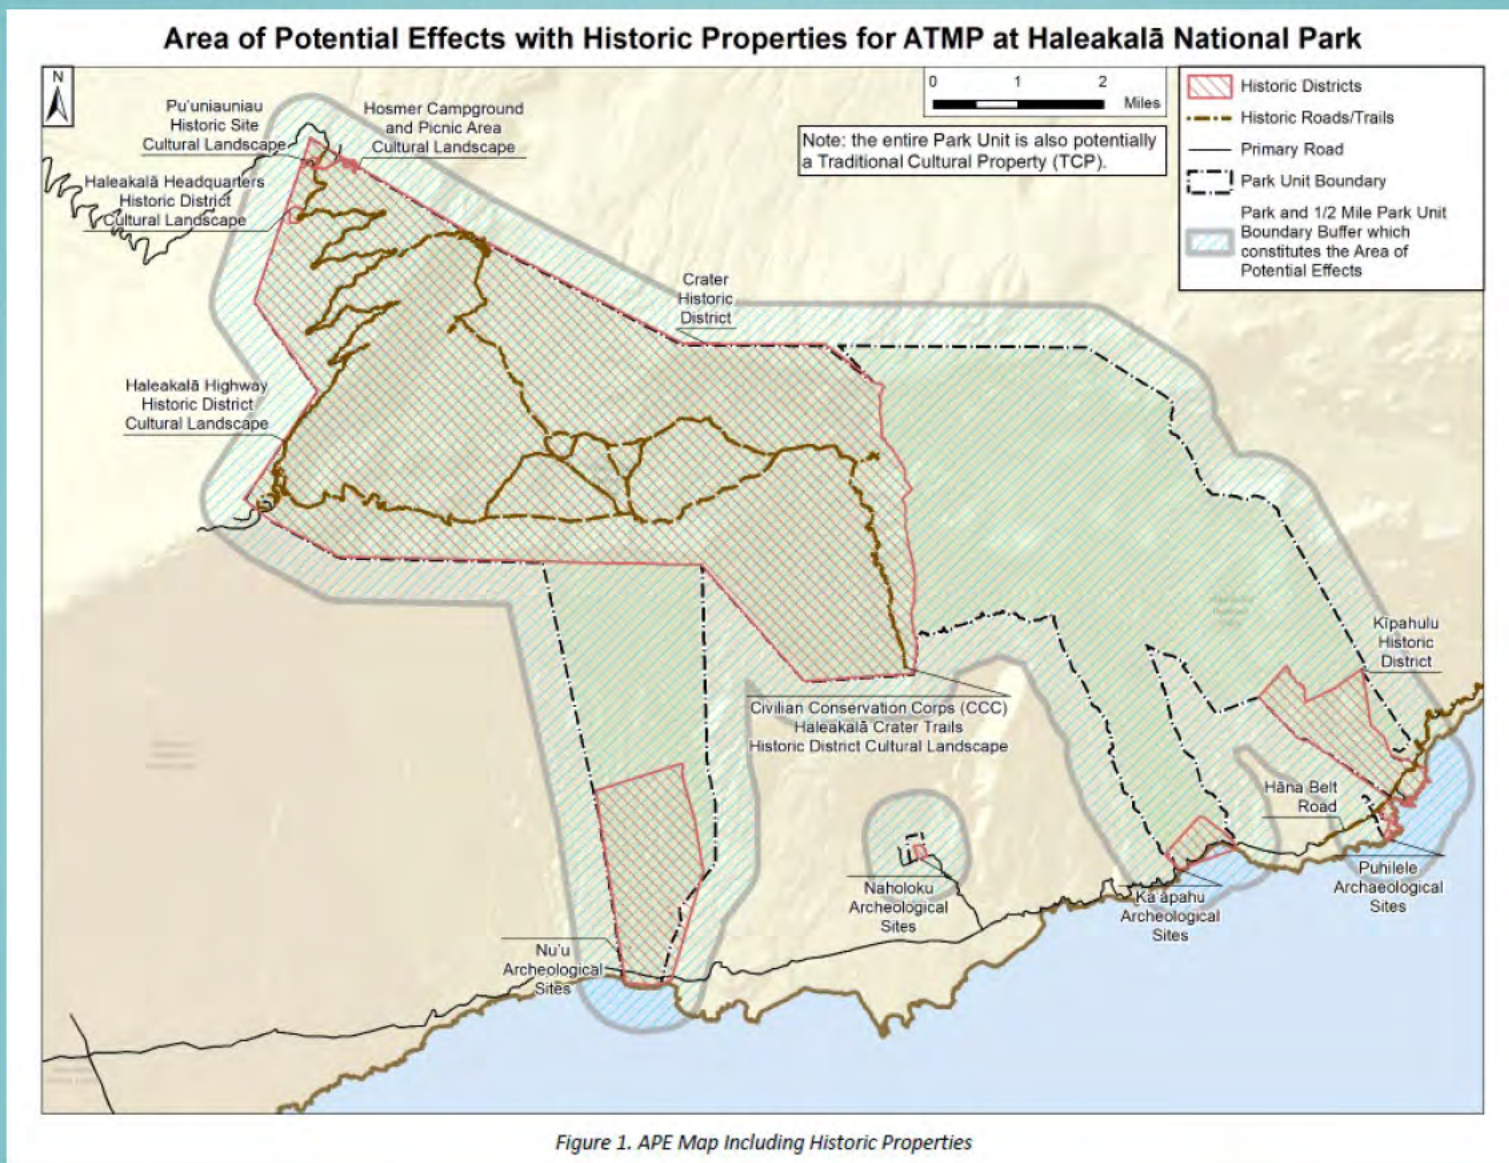 Area of Potential Effects with Historic Properties for ATMP at Haleakalā National Park
N
0 1 2
Miles
Note: the entire Park Unit is also potentially
a Traditional Cultural Property (TCP).
Historic Districts
Historic Roads/Trails
Primary Road
Park Unit Boundary
Park and 1/2 Mile Park Unit
Boundary Buffer which
constitutes the Area of
Potential Effects
Pu'uniauniau
Historic Site
Cultural Landscape
Hosmer Campground
and Picnic Area
Cultural Landscape
Haleakalā Headquarters
Historic District
Cultural Landscape
Crater
Historic
District
Haleakalā Highway
Historic District
Cultural Landscape
Kīpahulu
Historic
District
Civilian Conservation Corps (CCC)
Haleakalā Crater Trails
Historic District Cultural Landscape
Hāna Belt
Road
Naholoku
Archeological
Sites
Ka'āpahu
Archeological
Sites
Puhilele
Archaeological
Sites
Nu'u
Archeological
Sites
Figure 1. APE Map Including Historic Properties